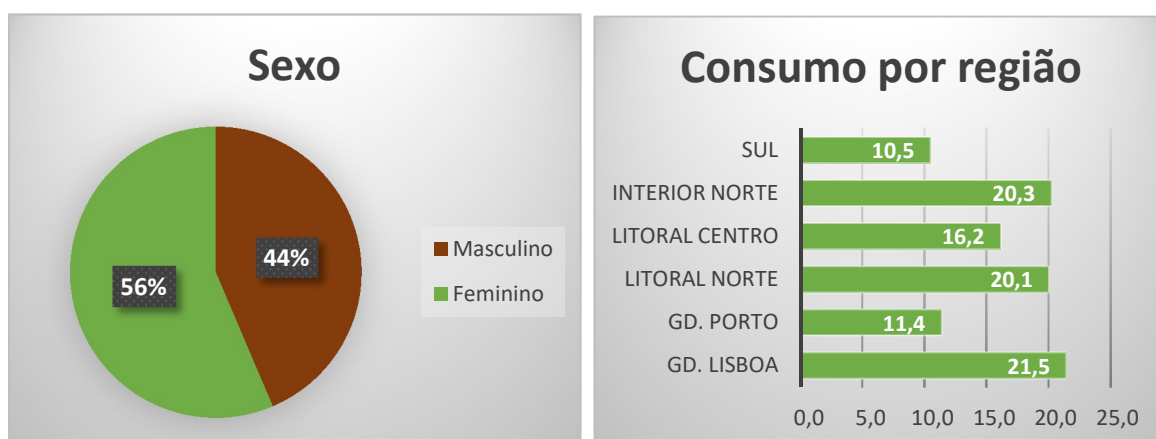 Sexo
44%
56%
Masculino
Feminino
Consumo por região
SUL
10,5
INTERIOR NORTE
20,3
LITORAL CENTRO
16,2
LITORAL NORTE
20,1
GD. PORTO
11,4
GD. LISBOA
21,5
0,0 5,0 10,0 15,0 20,0 25,0